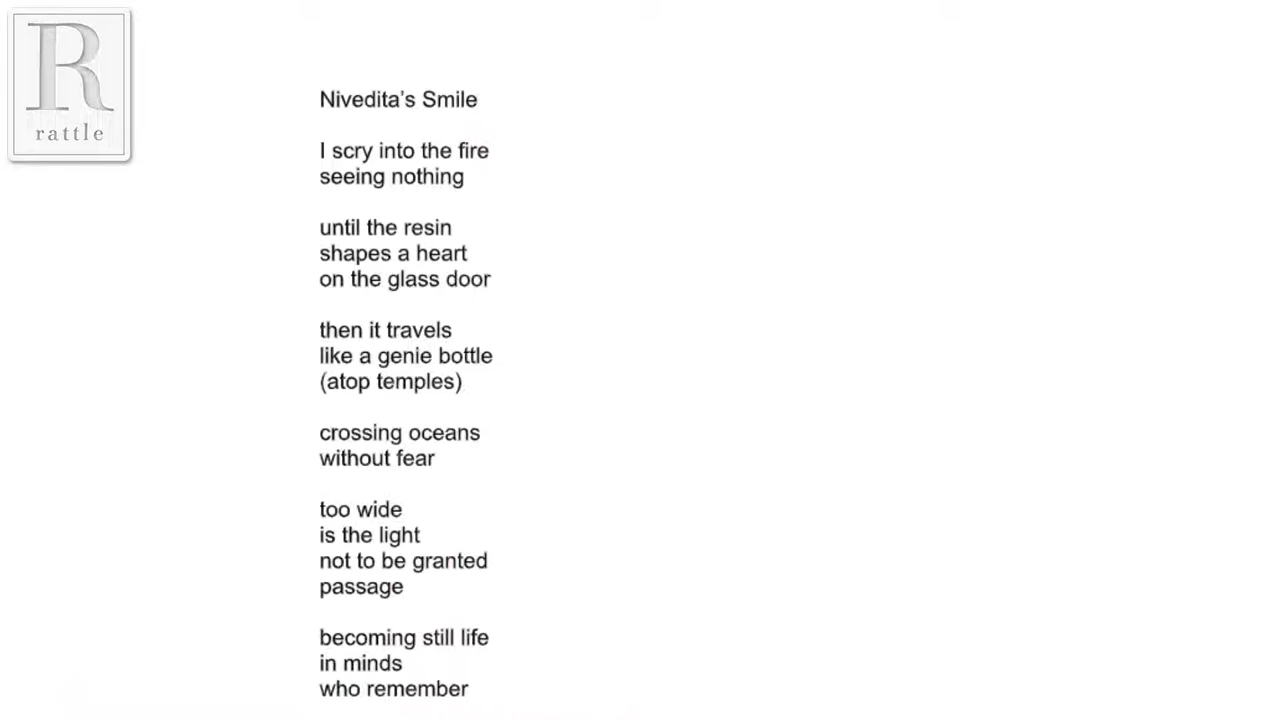 R
rattle
Nivedita's Smile
I scry into the fire
seeing nothing
until the resin
shapes a heart
on the glass door
then it travels
like a genie bottle
(atop temples)
crossing oceans
without fear
too wide
is the light
not to be granted
passage
becoming still life
in minds
who remember